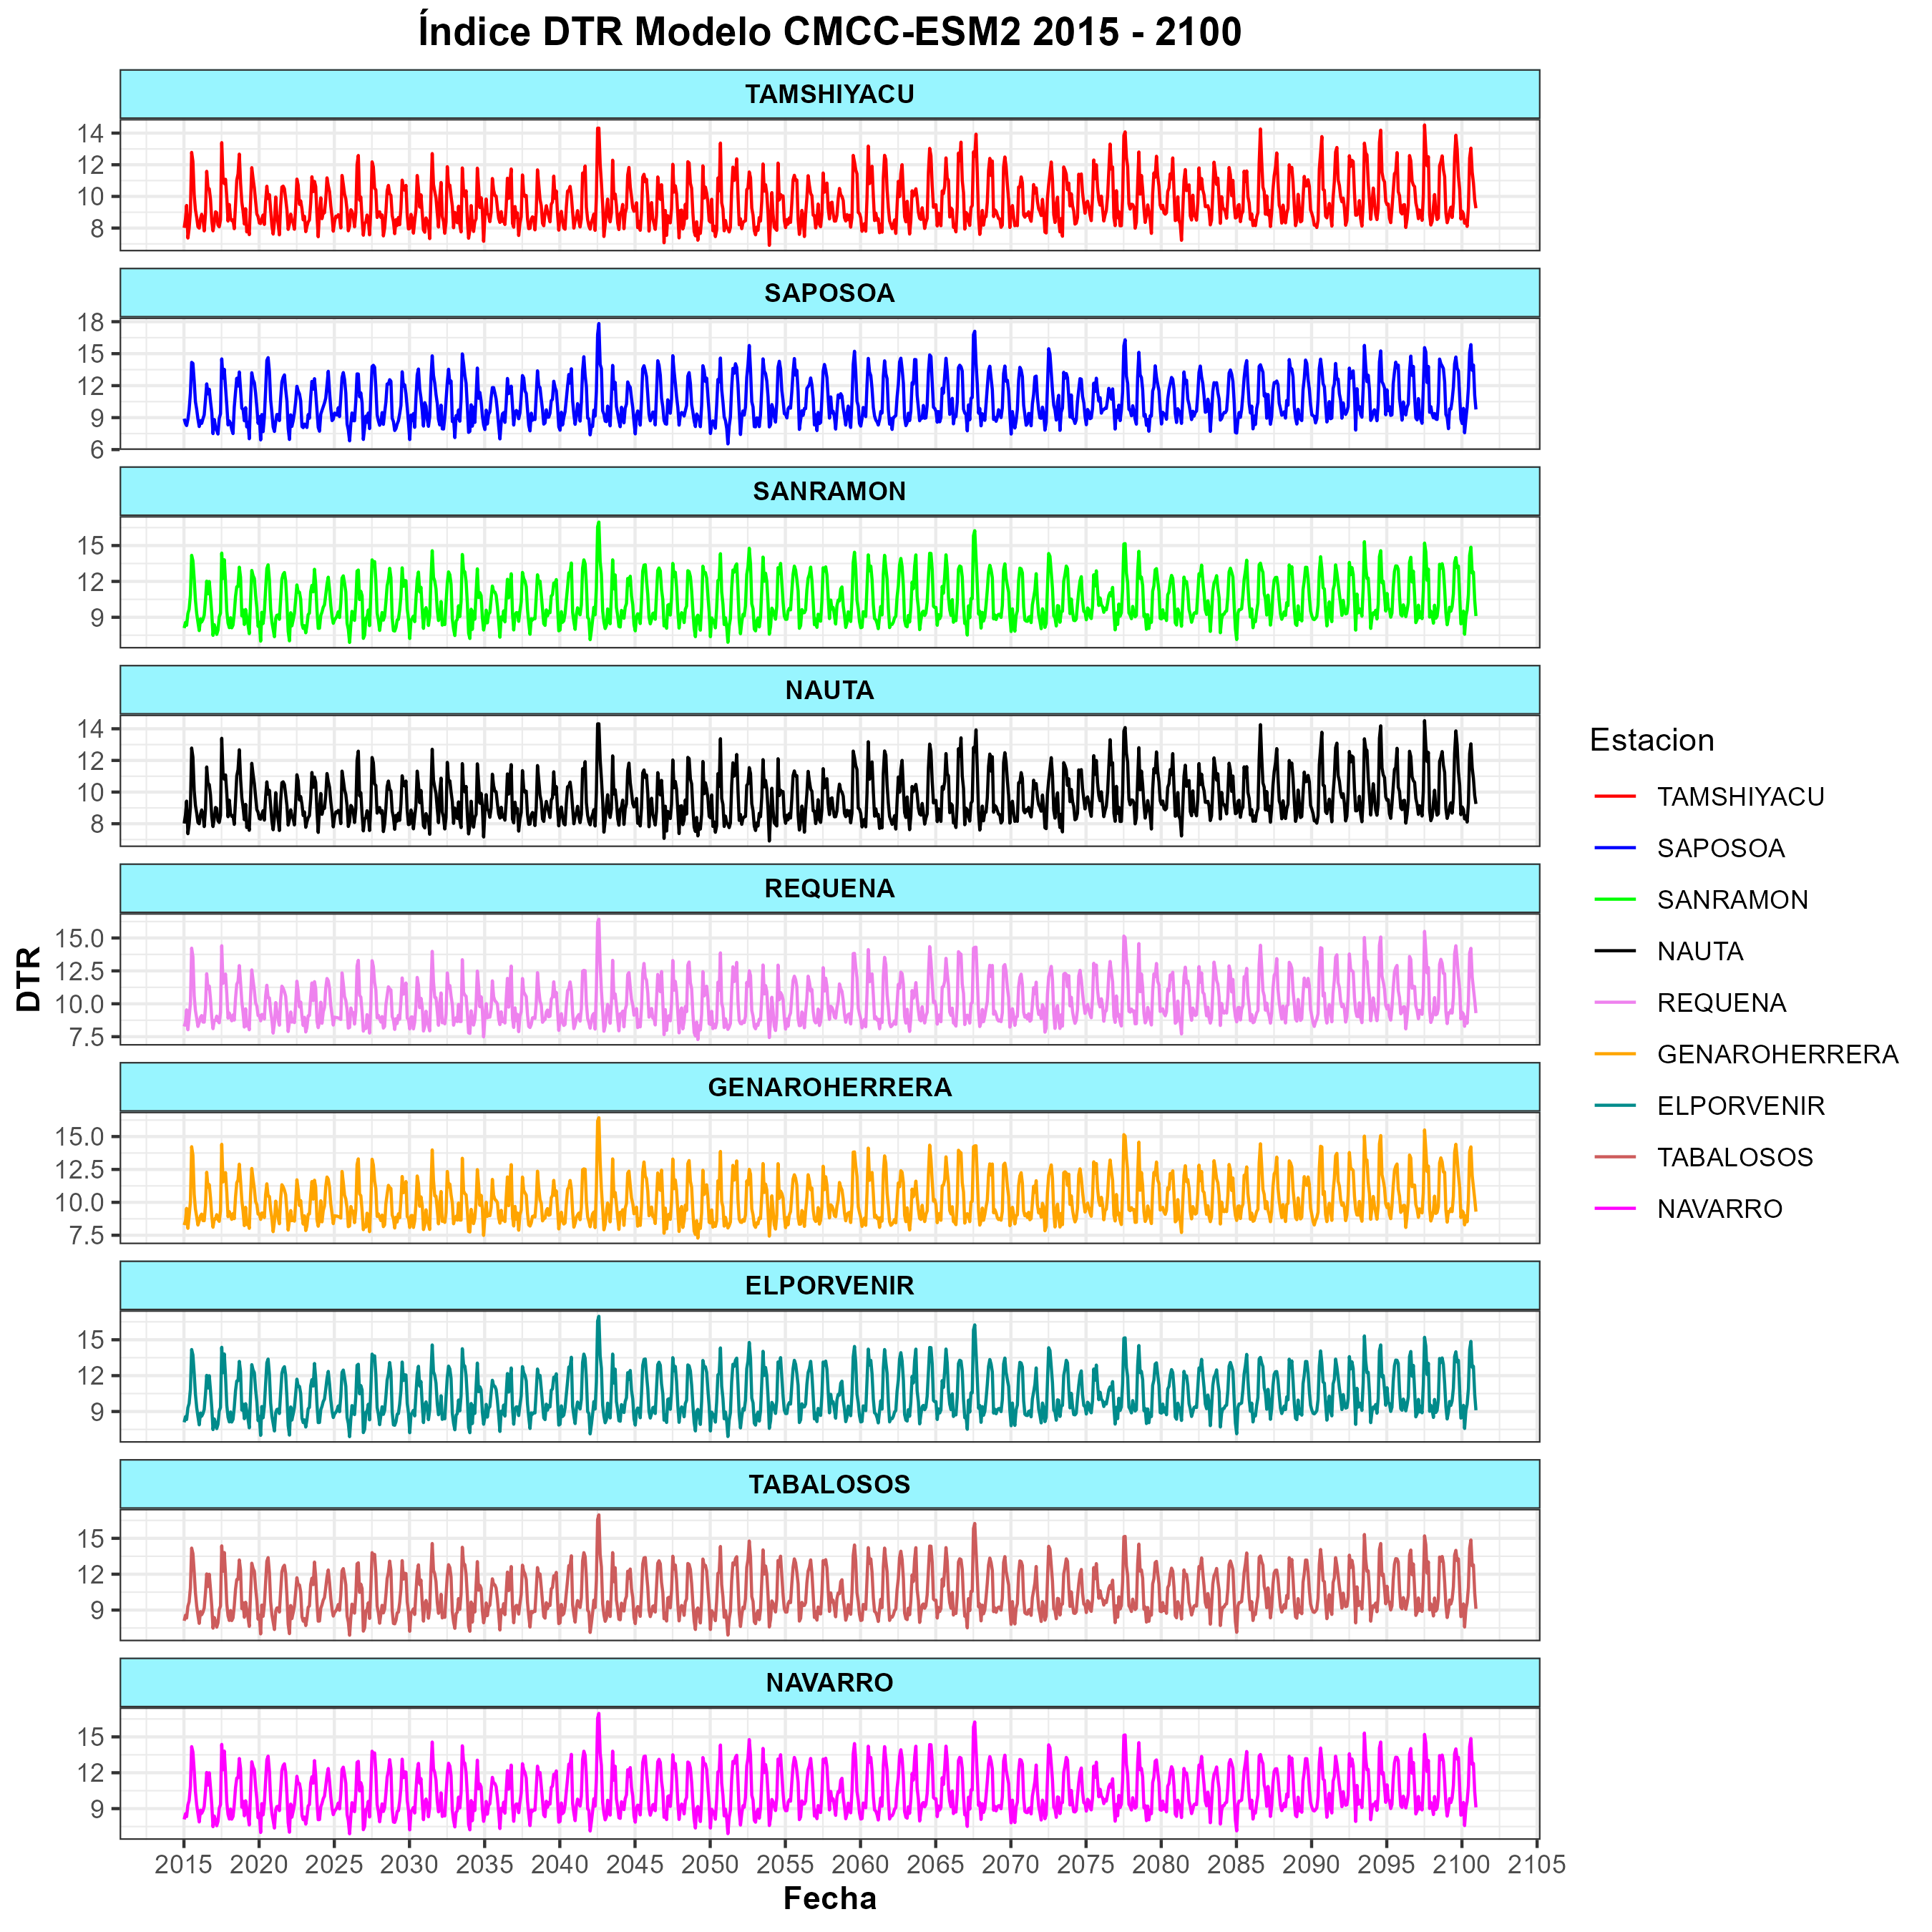 Índice DTR Modelo CMCC-ESM2 2015 - 2100
TAMSHIYACU
14
12
10
8
SAPOSOA
18
15
12
9
6
SANRAMON
15
12
9
NAUTA
14
12
10
8
REQUENA
15.0
12.5
10.0
7.5
GENAROHERRERA
15.0
12.5
10.0
7.5
ELPORVENIR
15
12
9
TABALOSOS
15
12
9
NAVARRO
15
12
9
2015 2020 2025 2030 2035 2040 2045 2050 2055 2060 2065 2070 2075 2080 2085 2090 2095 2100 2105
Fecha
DTR
Estacion
TAMSHIYACU
SAPOSOA
SANRAMON
NAUTA
REQUENA
GENAROHERRERA
ELPORVENIR
TABALOSOS
NAVARRO